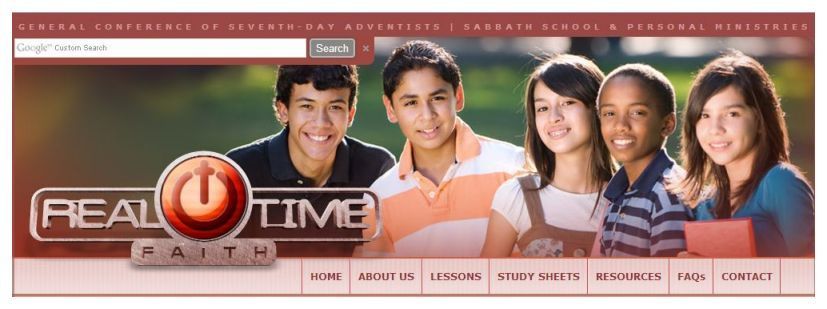 GENERAL CONFERENCE OF SEVENTH-DAY ADVENTISTS | SABBATH SCHOOL & PERSONAL MINISTRIES
Google™ Custom Search Search ×
REAL TIME
FAITH
HOME ABOUT US LESSONS STUDY SHEETS RESOURCES FAQs CONTACT